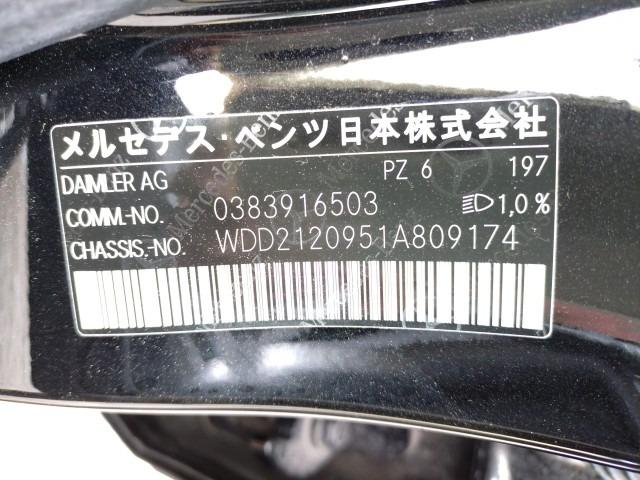 メルセデス・ベンツ日本株式会社
DAIMLER AG PZ 6 197
COMM.-NO. 0383916503 1,0%
CHASSIS.-NO. WDD2120951A809174